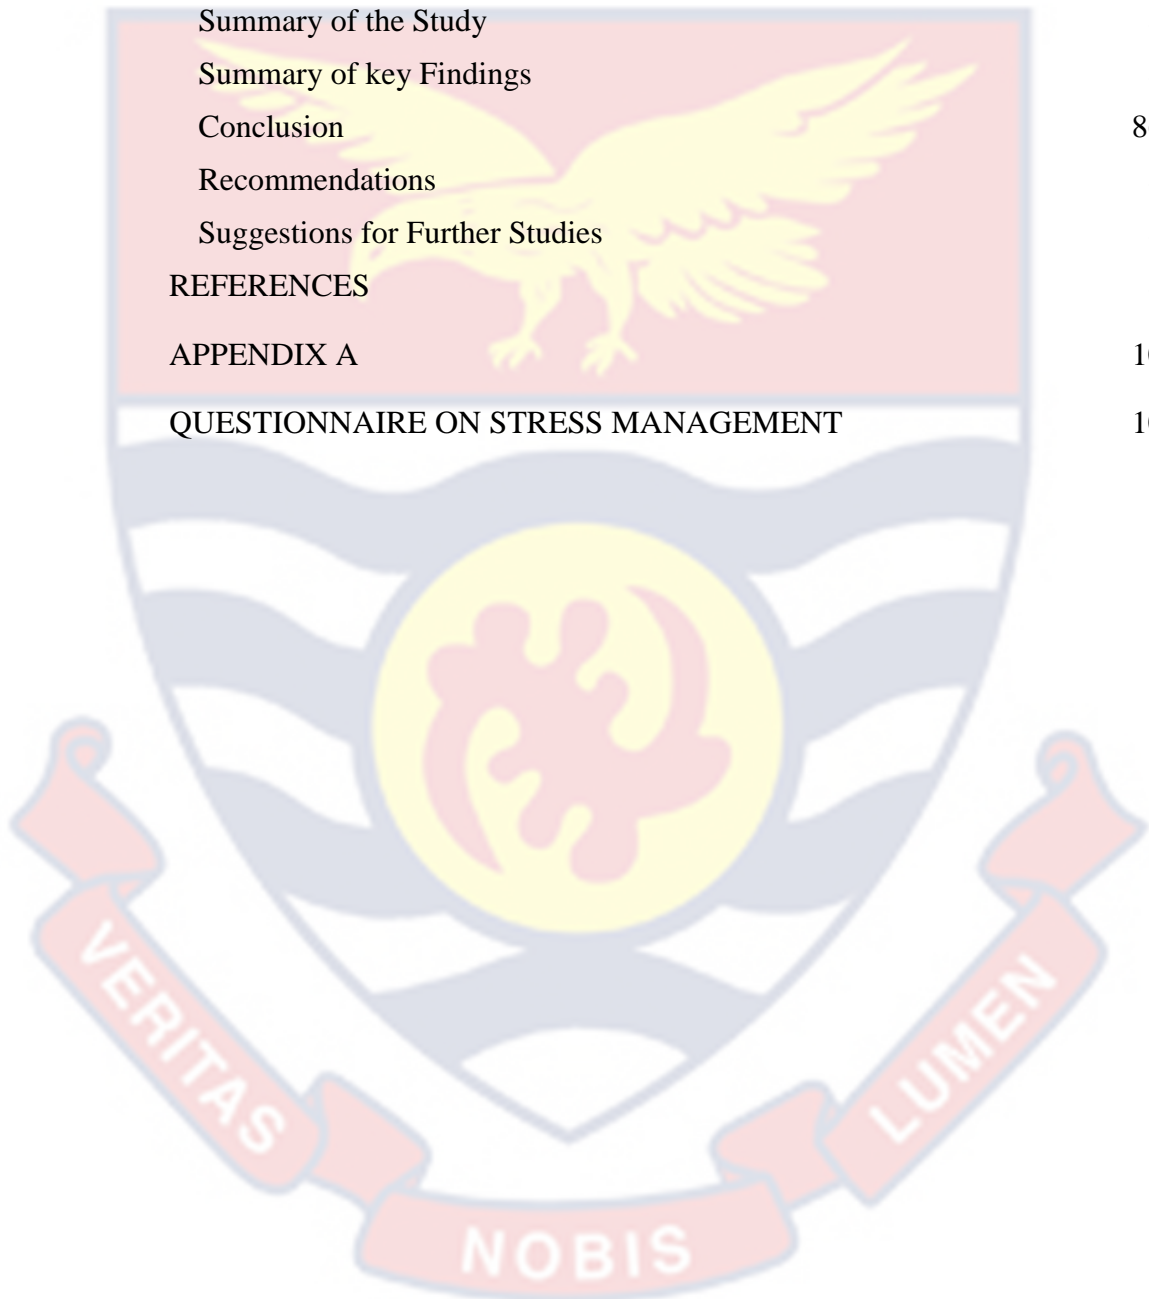 Summary of the Study
Summary of key Findings
Conclusion 8
Recommendations
Suggestions for Further Studies
REFERENCES
APPENDIX A
QUESTIONNAIRE ON STRESS MANAGEMENT
VERITAS
NOBIS
LUMEN